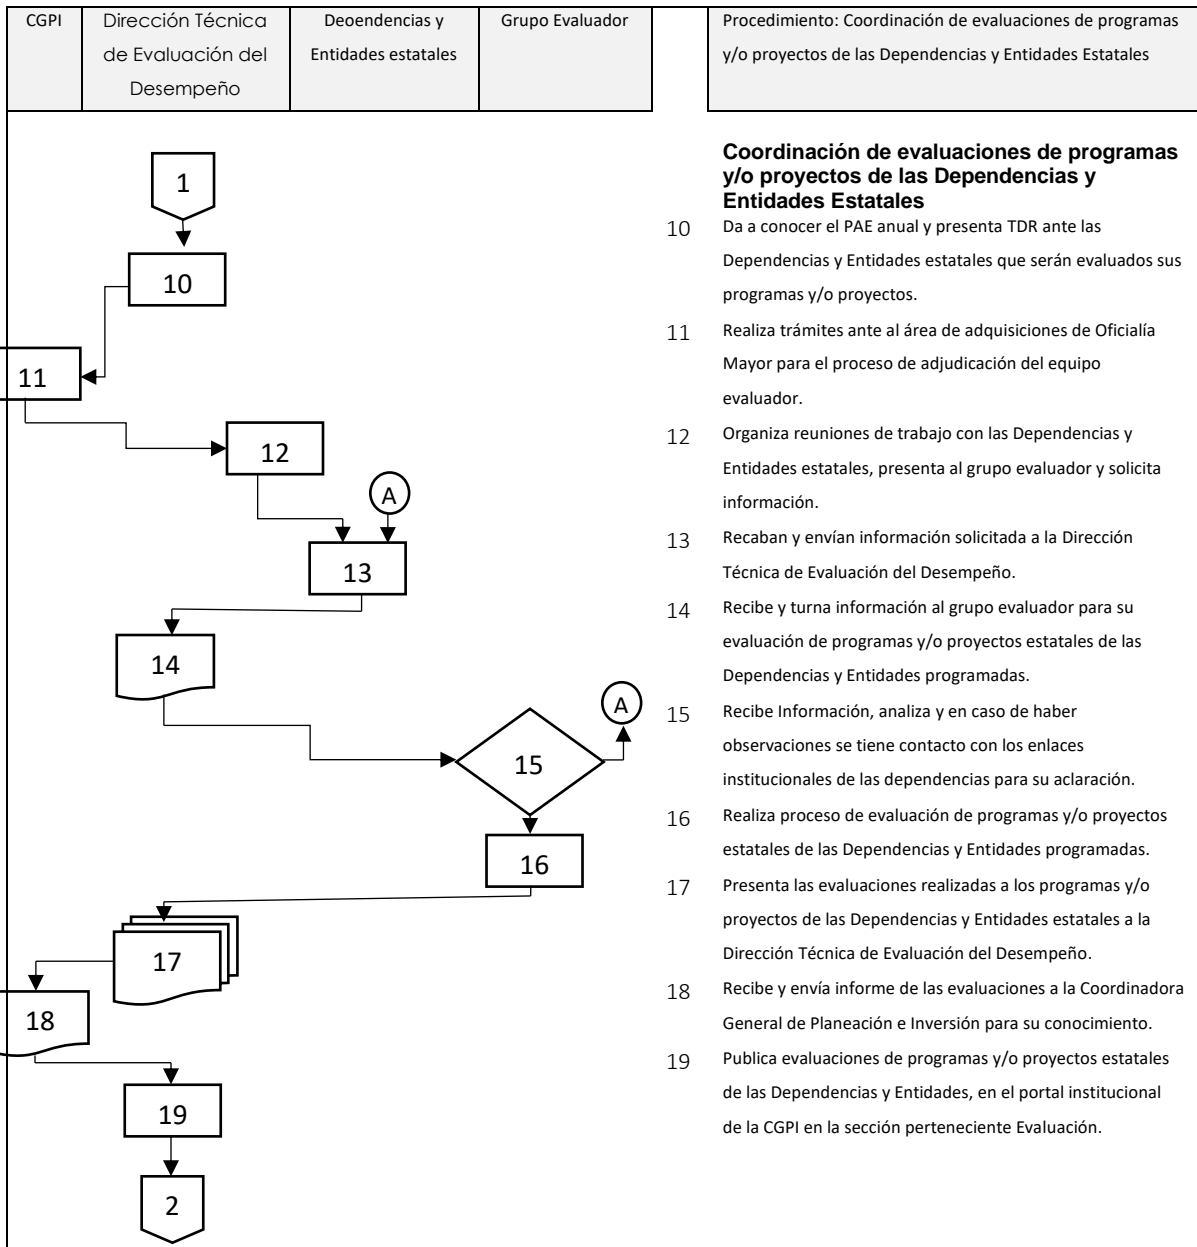 CGPI
Dirección Técnica
de Evaluación del
Desempeño
Deoendencias y
Entidades estatales
Grupo Evaluador
Procedimiento: Coordinación de evaluaciones de programas
y/o proyectos de las Dependencias y Entidades Estatales
1
10
11
12
A
13
14
A
15
16
17
18
19
2
Coordinación de evaluaciones de programas
y/o proyectos de las Dependencias y
Entidades Estatales
10 Da a conocer el PAE anual y presenta TDR ante las
Dependencias y Entidades estatales que serán evaluados sus
programas y/o proyectos.
11 Realiza trámites ante al área de adquisiciones de Oficialía
Mayor para el proceso de adjudicación del equipo
evaluador.
12 Organiza reuniones de trabajo con las Dependencias y
Entidades estatales, presenta al grupo evaluador y solicita
información.
13 Recaban y envían información solicitada a la Dirección
Técnica de Evaluación del Desempeño.
14 Recibe y turna información al grupo evaluador para su
evaluación de programas y/o proyectos estatales de las
Dependencias y Entidades programadas.
15 Recibe Información, analiza y en caso de haber
observaciones se tiene contacto con los enlaces
institucionales de las dependencias para su aclaración.
16 Realiza proceso de evaluación de programas y/o proyectos
estatales de las Dependencias y Entidades programadas.
17 Presenta las evaluaciones realizadas a los programas y/o
proyectos de las Dependencias y Entidades estatales a la
Dirección Técnica de Evaluación del Desempeño.
18 Recibe y envía informe de las evaluaciones a la Coordinadora
General de Planeación e Inversión para su conocimiento.
19 Publica evaluaciones de programas y/o proyectos estatales
de las Dependencias y Entidades, en el portal institucional
de la CGPI en la sección perteneciente Evaluación.